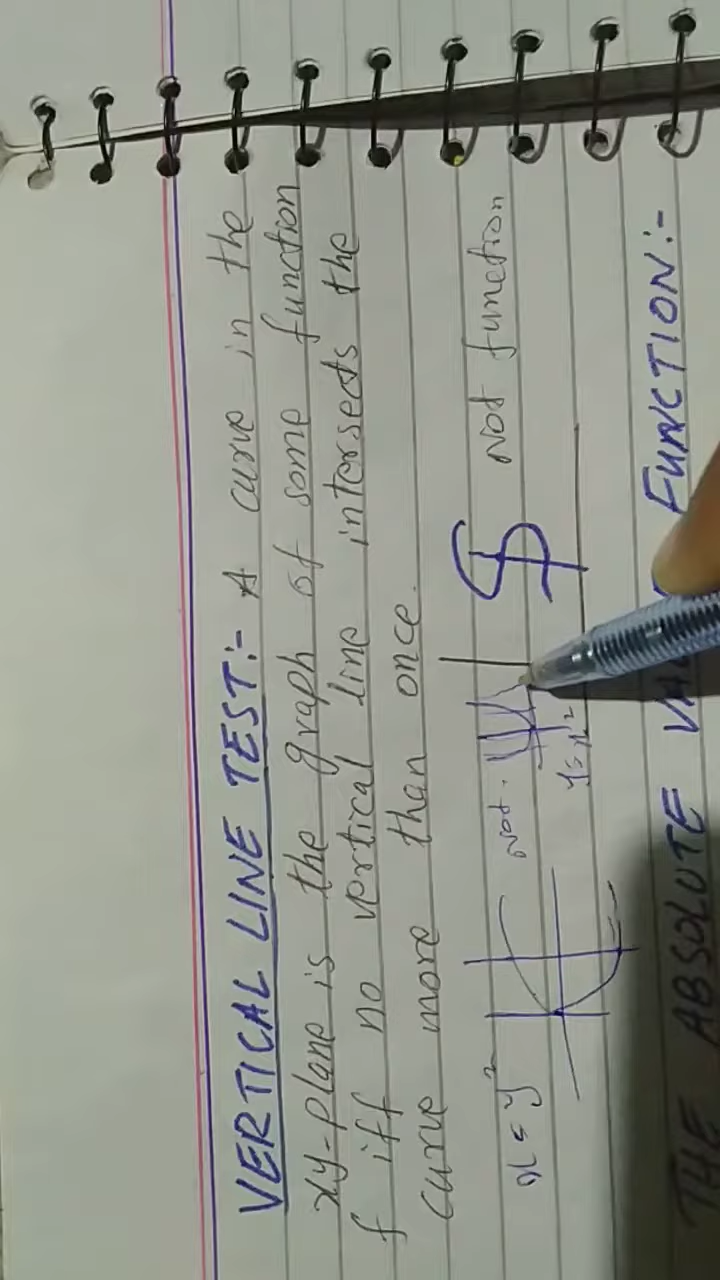 VERTICAL LINE TEST:- A curve in the
xy-plane is the graph of some function
f iff no vertical line intersects the
curve more than once.
x = y² Not. Not function
y = x²
THE ABSOLUTE FUNCTION:-